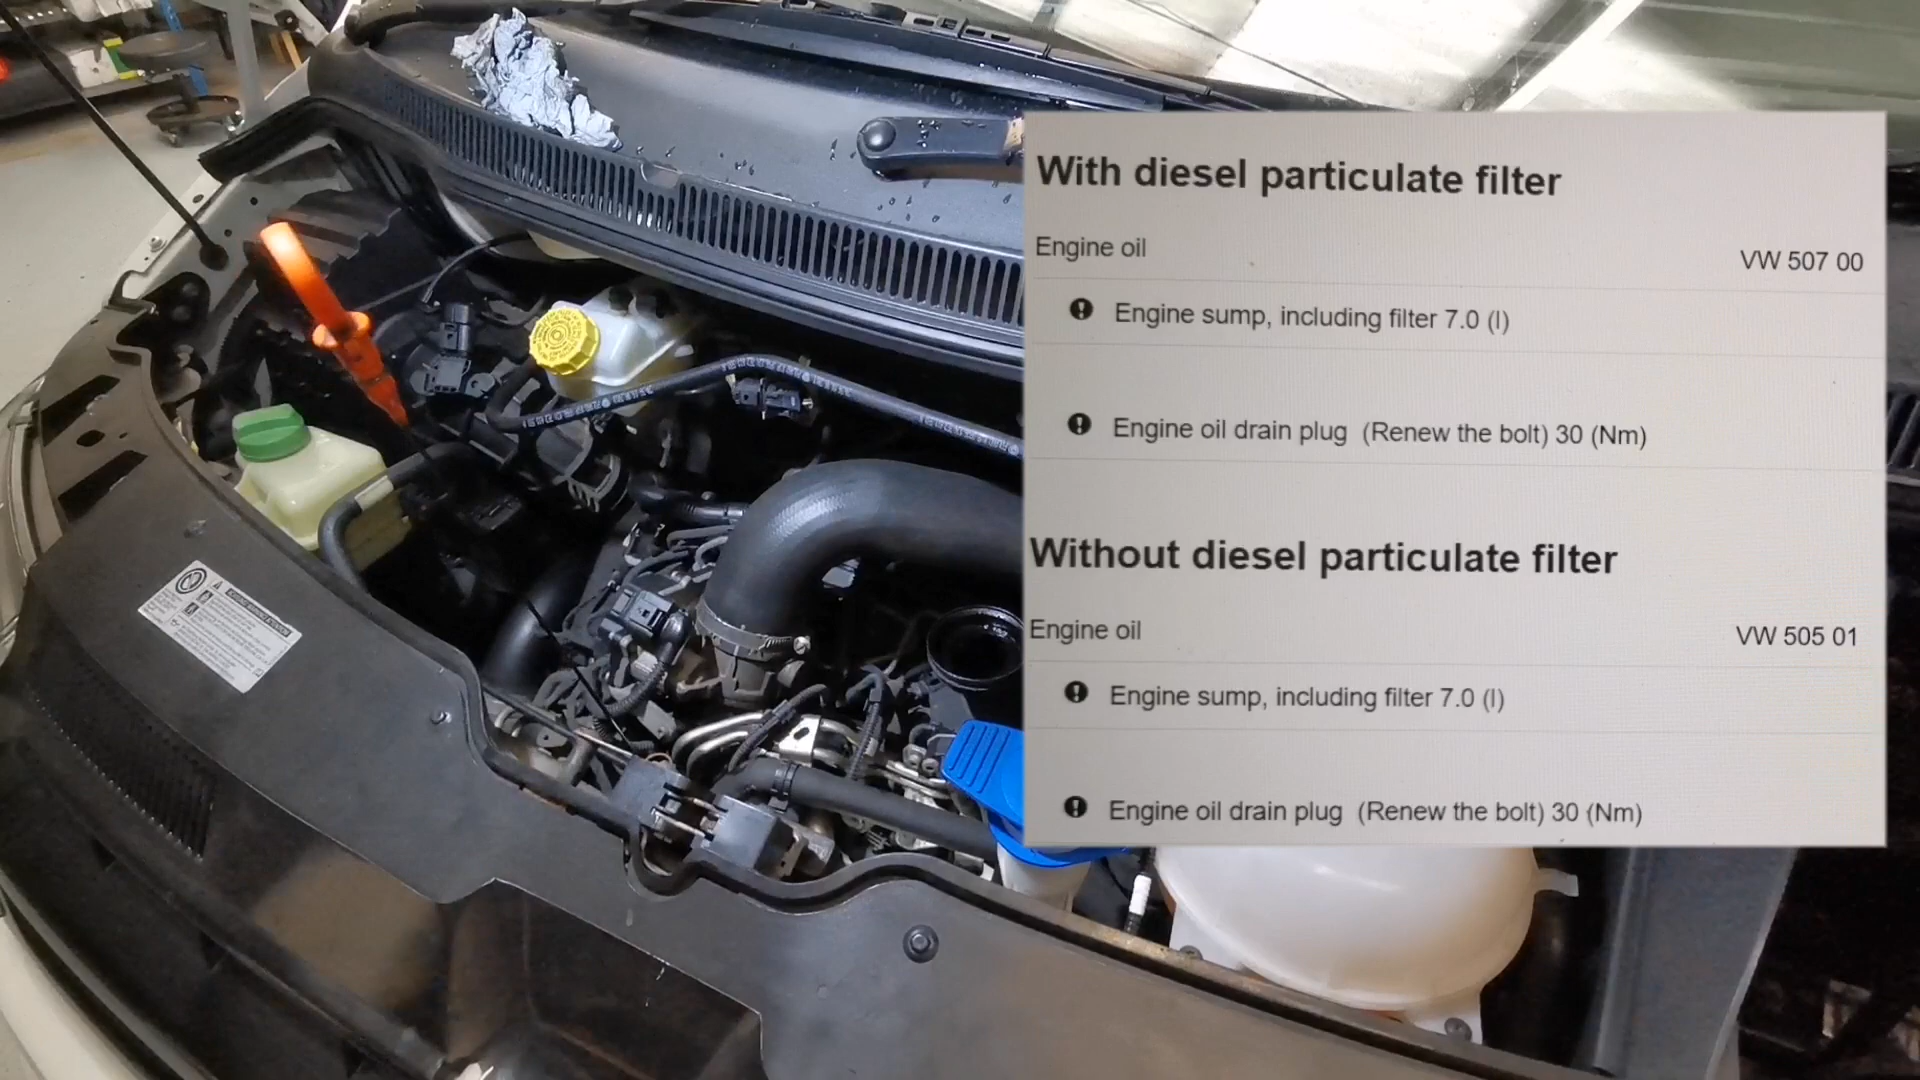 With diesel particulate filter
Engine oil
VW 507 00
Engine sump, including filter 7.0 (l)
Engine oil drain plug (Renew the bolt) 30 (Nm)
Without diesel particulate filter
Engine oil
VW 505 01
Engine sump, including filter 7.0 (l)
Engine oil drain plug (Renew the bolt) 30 (Nm)